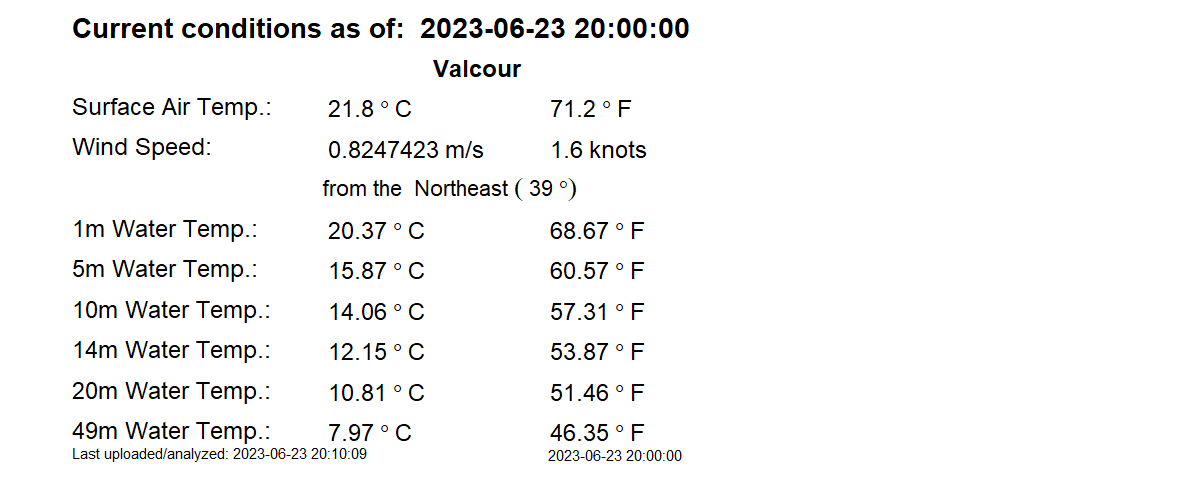 Current conditions as of:  2023-06-23 20:00:00
Valcour
Surface Air Temp.: 21.8 ° C 71.2 ° F
Wind Speed: 0.8247423 m/s 1.6 knots
from the  Northeast ( 39 °)
1m Water Temp.: 20.37 ° C 68.67 ° F
5m Water Temp.: 15.87 ° C 60.57 ° F
10m Water Temp.: 14.06 ° C 57.31 ° F
14m Water Temp.: 12.15 ° C 53.87 ° F
20m Water Temp.: 10.81 ° C 51.46 ° F
49m Water Temp.: 7.97 ° C 46.35 ° F
Last uploaded/analyzed: 2023-06-23 20:10:09 2023-06-23 20:00:00